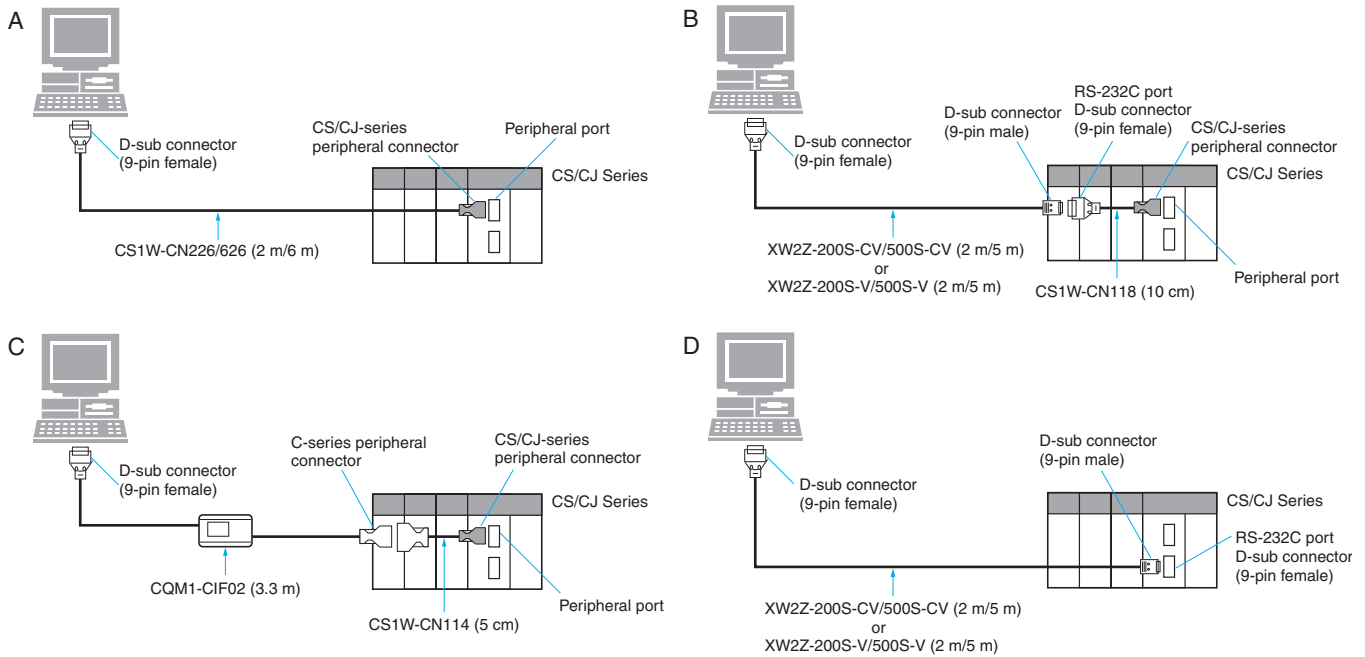 A
D-sub connector
(9-pin female)
CS/CJ-series
peripheral connector
Peripheral port
CS/CJ Series
CS1W-CN226/626 (2 m/6 m)
B
D-sub connector
(9-pin female)
D-sub connector
(9-pin male)
RS-232C port
D-sub connector
(9-pin female)
CS/CJ-series
peripheral connector
CS/CJ Series
XW2Z-200S-CV/500S-CV (2 m/5 m)
or
XW2Z-200S-V/500S-V (2 m/5 m)
CS1W-CN118 (10 cm)
Peripheral port
C
D-sub connector
(9-pin female)
C-series peripheral
connector
CS/CJ-series
peripheral connector
CS/CJ Series
CQM1-CIF02 (3.3 m)
CS1W-CN114 (5 cm)
Peripheral port
D
D-sub connector
(9-pin female)
D-sub connector
(9-pin male)
CS/CJ Series
RS-232C port
D-sub connector
(9-pin female)
XW2Z-200S-CV/500S-CV (2 m/5 m)
or
XW2Z-200S-V/500S-V (2 m/5 m)